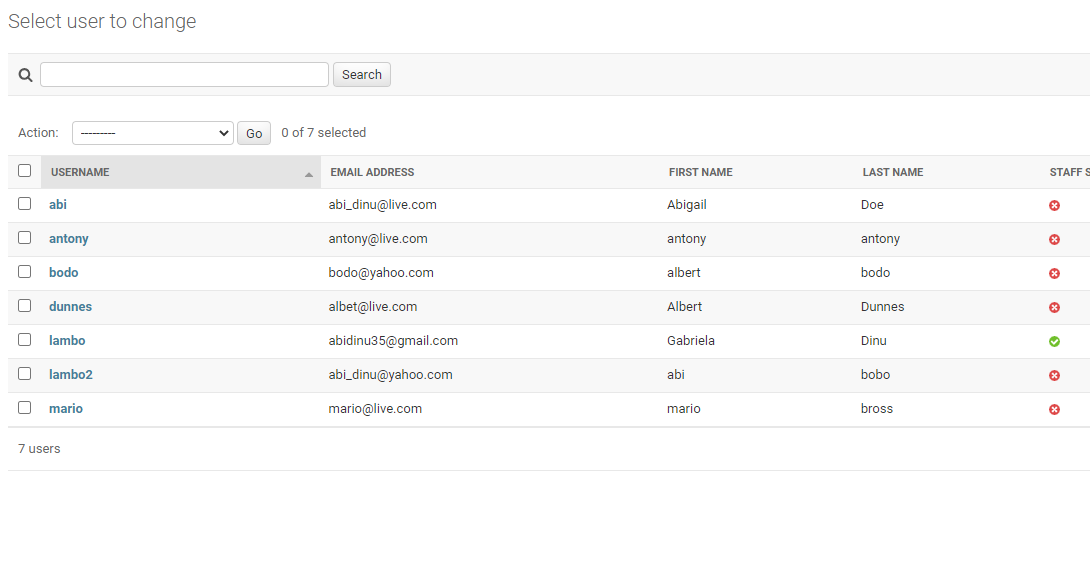 Select user to change
Search
Action: --------- Go 0 of 7 selected
USERNAME EMAIL ADDRESS FIRST NAME LAST NAME STAFF S
abi abi_dinu@live.com Abigail Doe
antony antony@live.com antony antony
bodo bodo@yahoo.com albert bodo
dunnes albet@live.com Albert Dunnes
lambo abidinu35@gmail.com Gabriela Dinu
lambo2 abi_dinu@yahoo.com abi bobo
mario mario@live.com mario bross
7 users